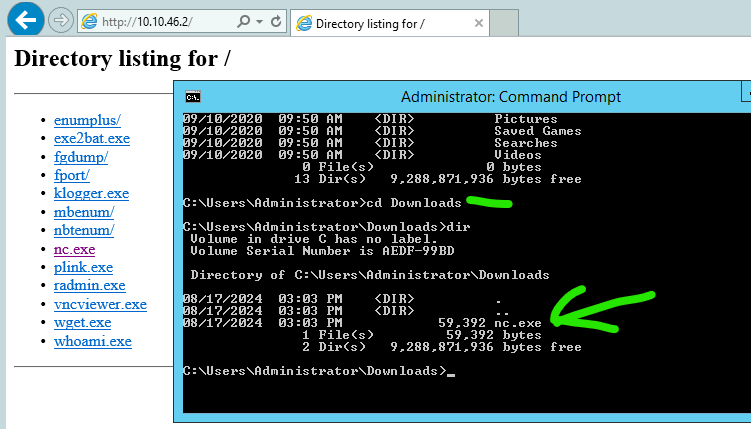 http://10.10.46.2/
Directory listing for /
Directory listing for /
enumplus/
exe2bat.exe
fgdump/
fport/
klogger.exe
mbenum/
nbtenum/
nc.exe
plink.exe
radmin.exe
vncviewer.exe
wget.exe
whoami.exe
Administrator: Command Prompt
09/10/2020  09:50 AM    <DIR>          Pictures
09/10/2020  09:50 AM    <DIR>          Saved Games
09/10/2020  09:50 AM    <DIR>          Searches
09/10/2020  09:50 AM    <DIR>          Videos
0 File(s)              0 bytes
13 Dir(s)   9,288,871,936 bytes free
C:\Users\Administrator>cd Downloads
C:\Users\Administrator\Downloads>dir
Volume in drive C has no label.
Volume Serial Number is AEDF-99BD
Directory of C:\Users\Administrator\Downloads
08/17/2024  03:03 PM    <DIR>          .
08/17/2024  03:03 PM    <DIR>          ..
08/17/2024  03:03 PM            59,392 nc.exe
1 File(s)         59,392 bytes
2 Dir(s)   9,288,871,936 bytes free
C:\Users\Administrator\Downloads>_